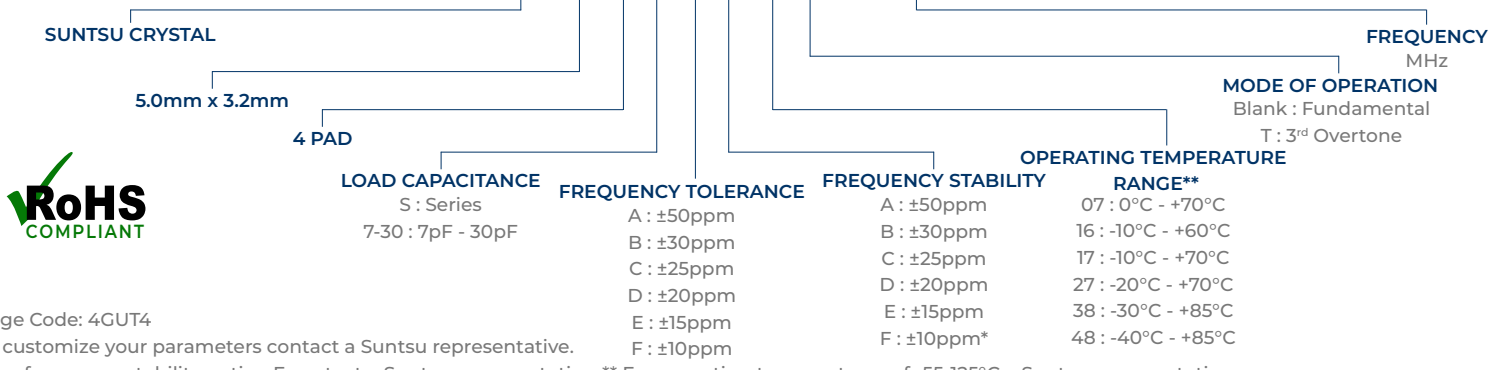 SUNTSU CRYSTAL
5.0mm x 3.2mm
4 PAD
LOAD CAPACITANCE
S : Series
7-30 : 7pF - 30pF
FREQUENCY TOLERANCE
A : ±50ppm
B : ±30ppm
C : ±25ppm
D : ±20ppm
E : ±15ppm
F : ±10ppm
FREQUENCY STABILITY
A : ±50ppm
B : ±30ppm
C : ±25ppm
D : ±20ppm
E : ±15ppm
F : ±10ppm*
OPERATING TEMPERATURE
RANGE**
07 : 0°C - +70°C
16 : -10°C - +60°C
17 : -10°C - +70°C
27 : -20°C - +70°C
38 : -30°C - +85°C
48 : -40°C - +85°C
MODE OF OPERATION
Blank : Fundamental
T : 3rd Overtone
FREQUENCY
MHz
RoHS
COMPLIANT
ge Code: 4GUT4
customize your parameters contact a Suntsu representative.